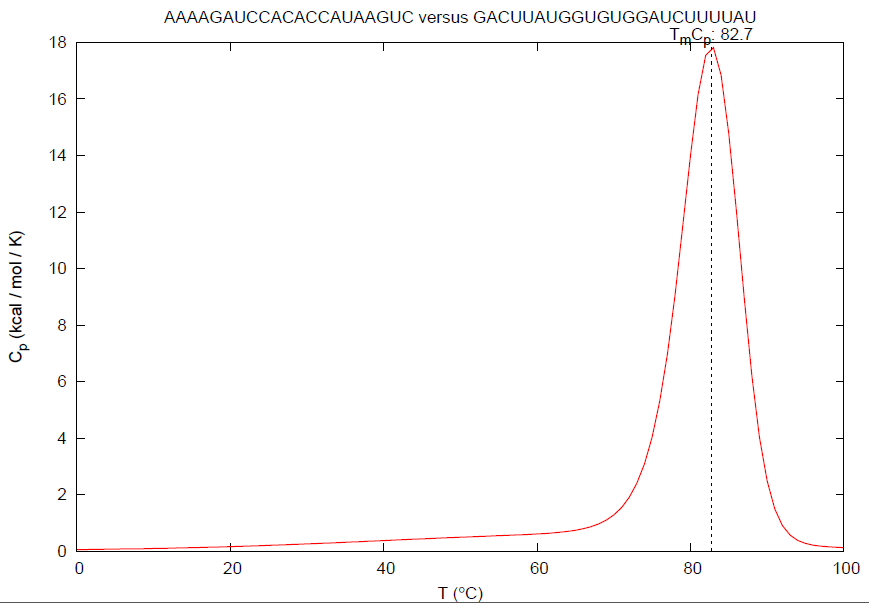 AAAAGAUCCACACCAUAAGUC versus GACUUAUGGUGUGGAUCUUUUAU
TmCp: 82.7
18
16
14
12
10
8
6
4
2
0
Cp (kcal / mol / K)
0 20 40 60 80 100
T (°C)